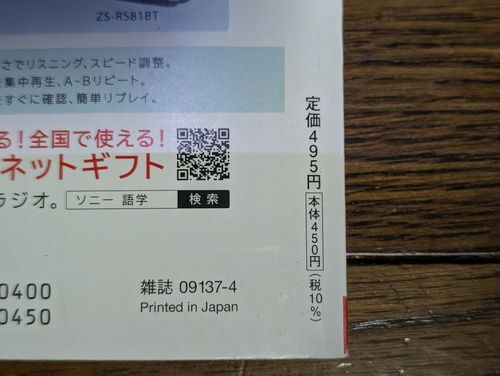 ZS-RS81BT
さでリスニング、スピード調整。
集中再生、A-Bリピート。
すぐに確認、簡単リプレイ。
る！全国で使える！
ネットギフト
ラジオ。 ソニー 語学 検索
定価495円 本体450円 (税10%)
0400
0450
雑誌 09137-4
Printed in Japan